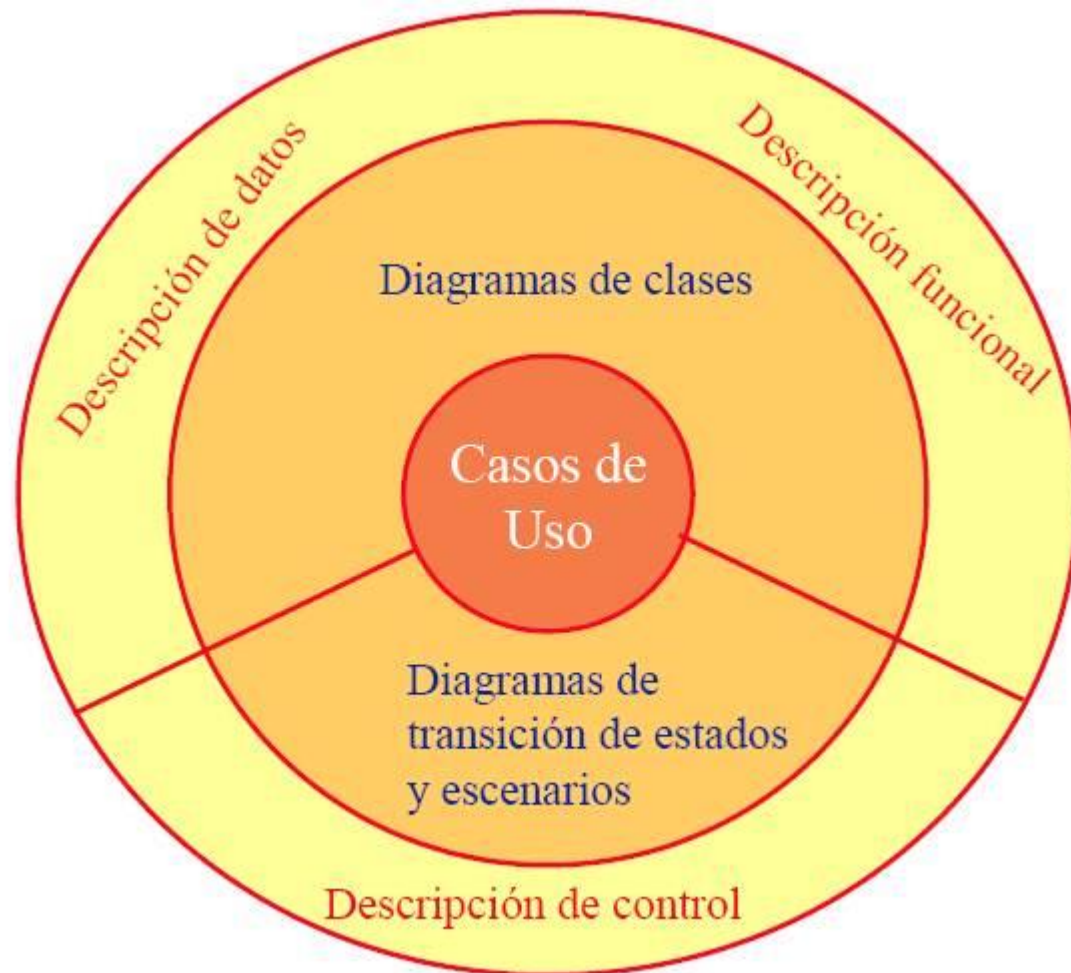 Descripción de datos
Descripción funcional
Diagramas de clases
Casos de
Uso
Diagramas de
transición de estados
y escenarios
Descripción de control